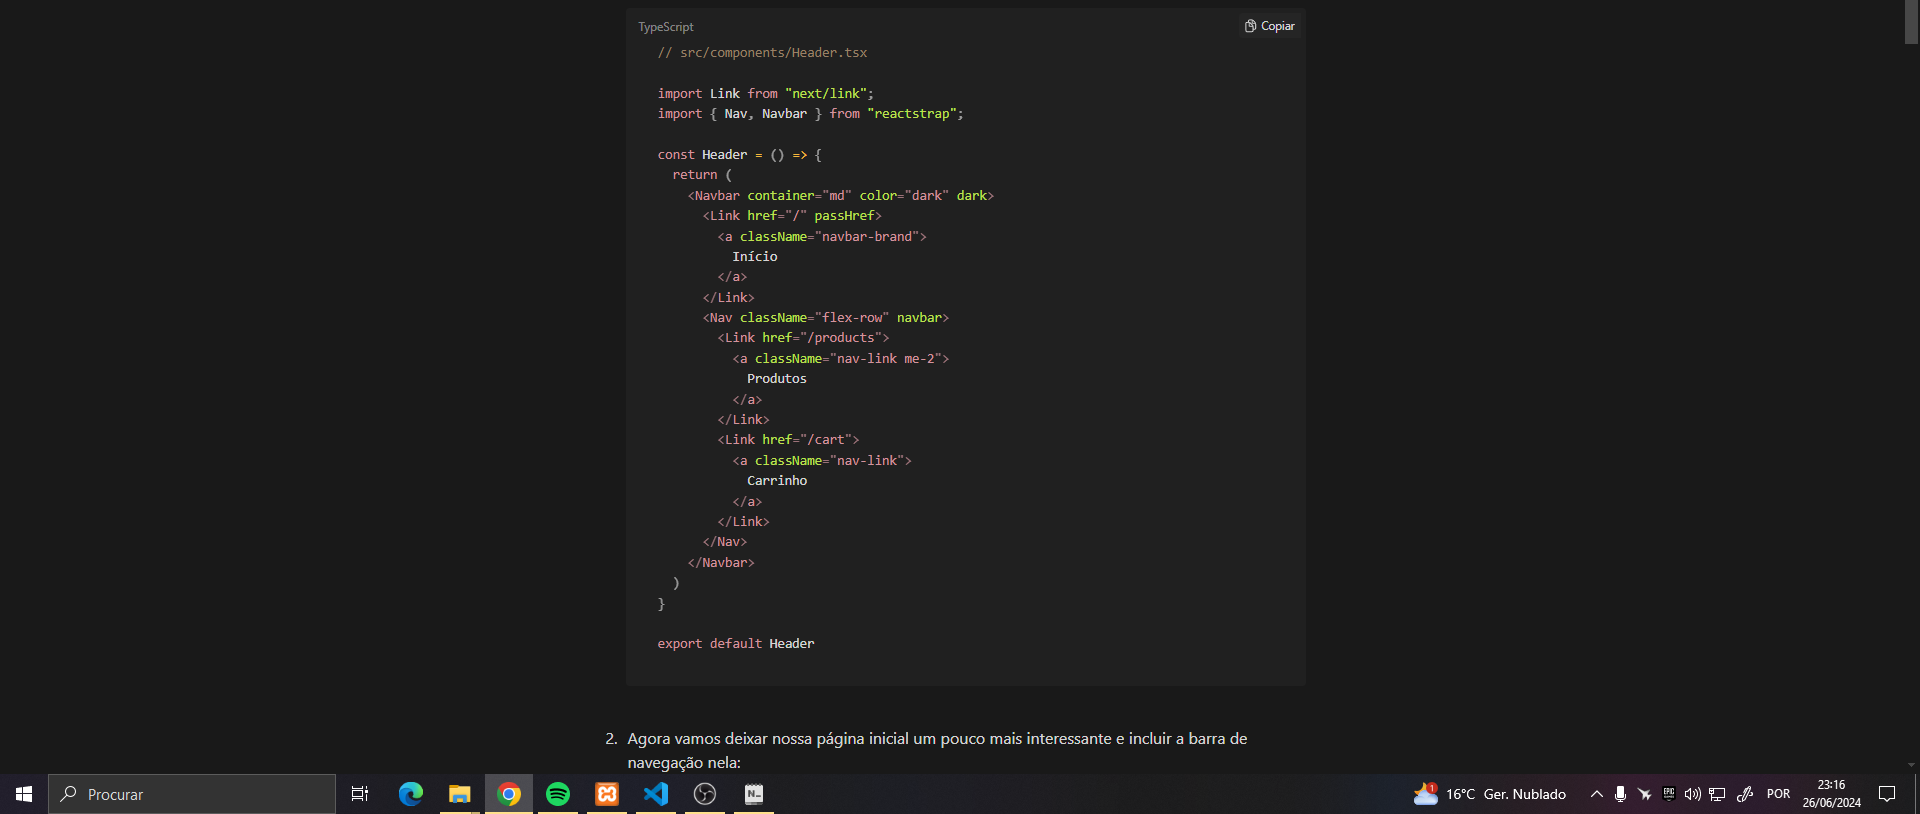 TypeScript
Copiar
// src/components/Header.tsx
import Link from "next/link";
import { Nav, Navbar } from "reactstrap";
const Header = () => {
return (
<Navbar container="md" color="dark" dark>
<Link href="/" passHref>
<a className="navbar-brand">
Início
</a>
</Link>
<Nav className="flex-row" navbar>
<Link href="/products">
<a className="nav-link me-2">
Produtos
</a>
</Link>
<Link href="/cart">
<a className="nav-link">
Carrinho
</a>
</Link>
</Nav>
</Navbar>
)
}
export default Header
2. Agora vamos deixar nossa página inicial um pouco mais interessante e incluir a barra de
navegação nela:
Procurar
1
16°C Ger. Nublado
POR
23:16
26/06/2024